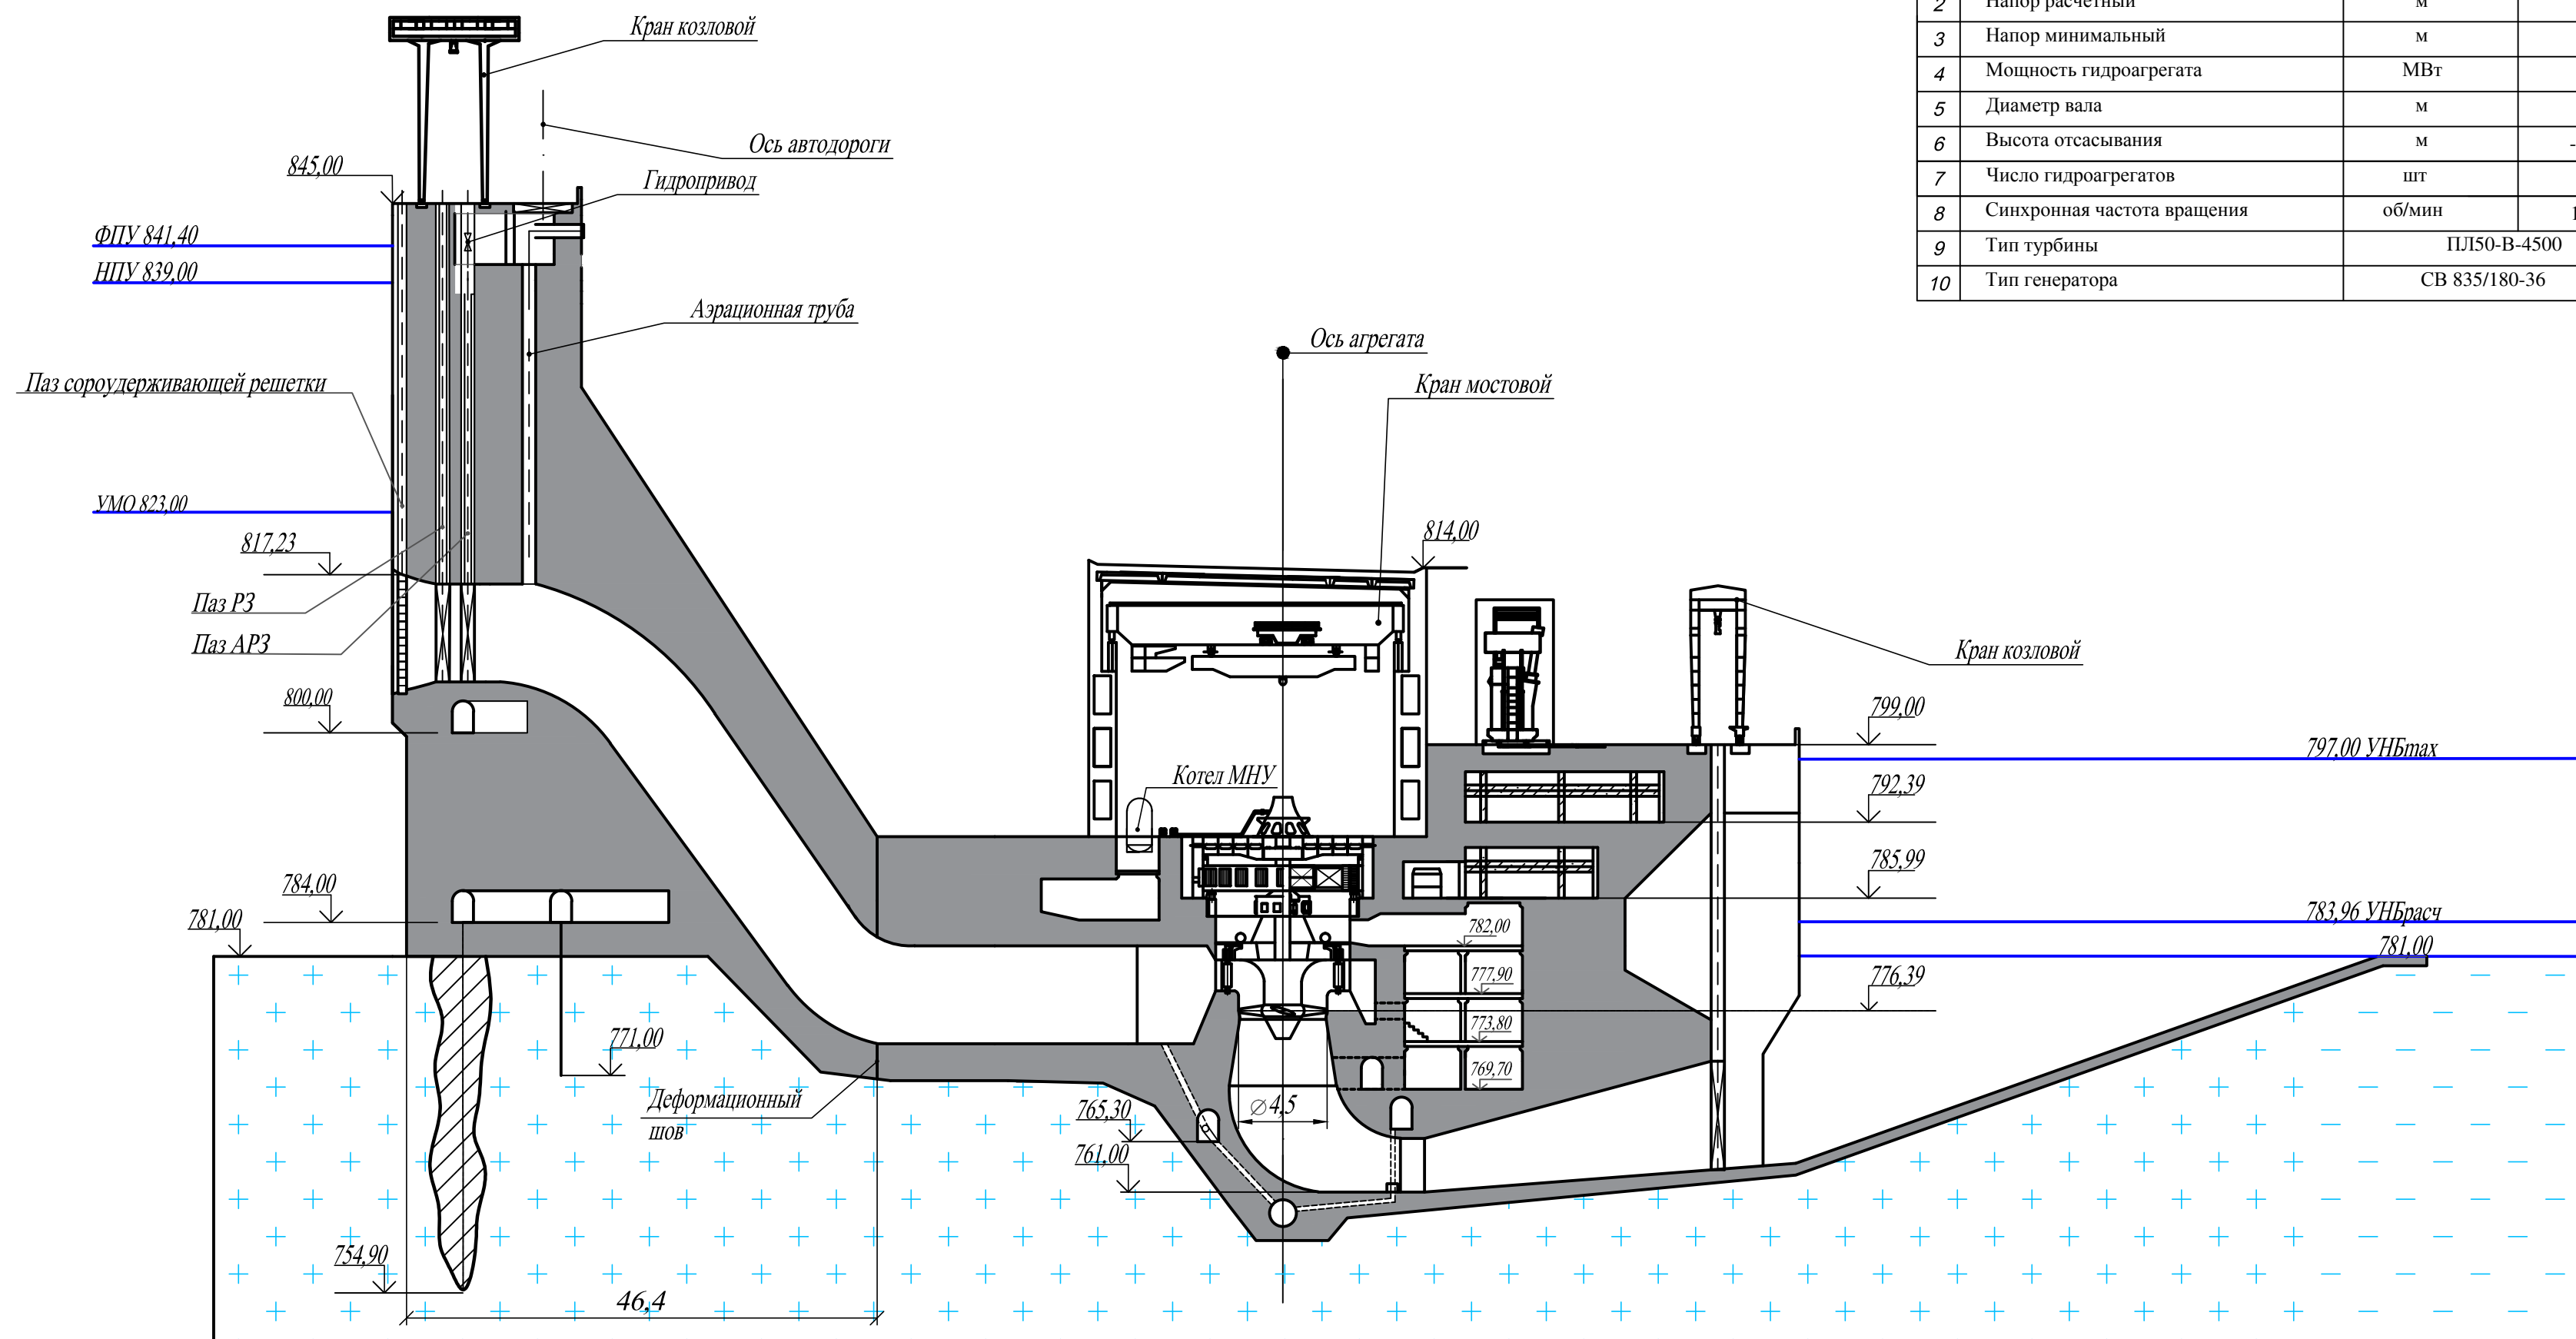 Кран козловой
Ось автодороги
845,00
Гидропривод
ФПУ 841,40
НПУ 839,00
Аэрационная труба
Ось агрегата
Паз сороудерживающей решетки
Кран мостовой
УМО 823,00
817,23
814,00
Паз РЗ
Паз АРЗ
Кран козловой
800,00
799,00
797,00 УНБmax
Котел МНУ
792,39
785,99
784,00
781,00
783,96 УНБрасч
782,00
781,00
777,90
776,39
773,80
771,00
769,70
Деформационный
шов
765,30
⌀4,5
761,00
754,90
46,4
2 Напор расчетный м
3 Напор минимальный м
4 Мощность гидроагрегата МВт
5 Диаметр вала м
6 Высота отсасывания м
7 Число гидроагрегатов шт
8 Синхронная частота вращения об/мин
9 Тип турбины ПЛ50-В-4500
10 Тип генератора СВ 835/180-36